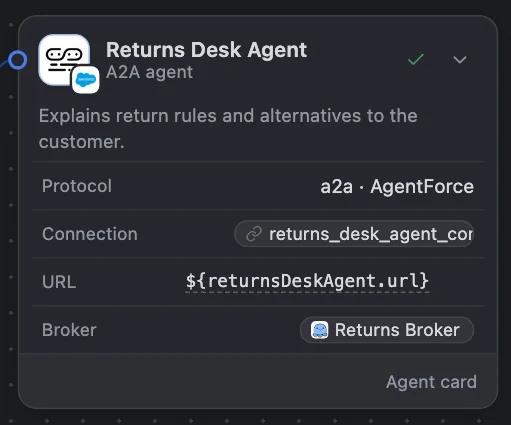 Returns Desk Agent
A2A agent
Explains return rules and alternatives to the
customer.
Protocol
a2a · AgentForce
Connection
returns_desk_agent_cor
URL
${returnsDeskAgent.url}
Broker
Returns Broker
Agent card